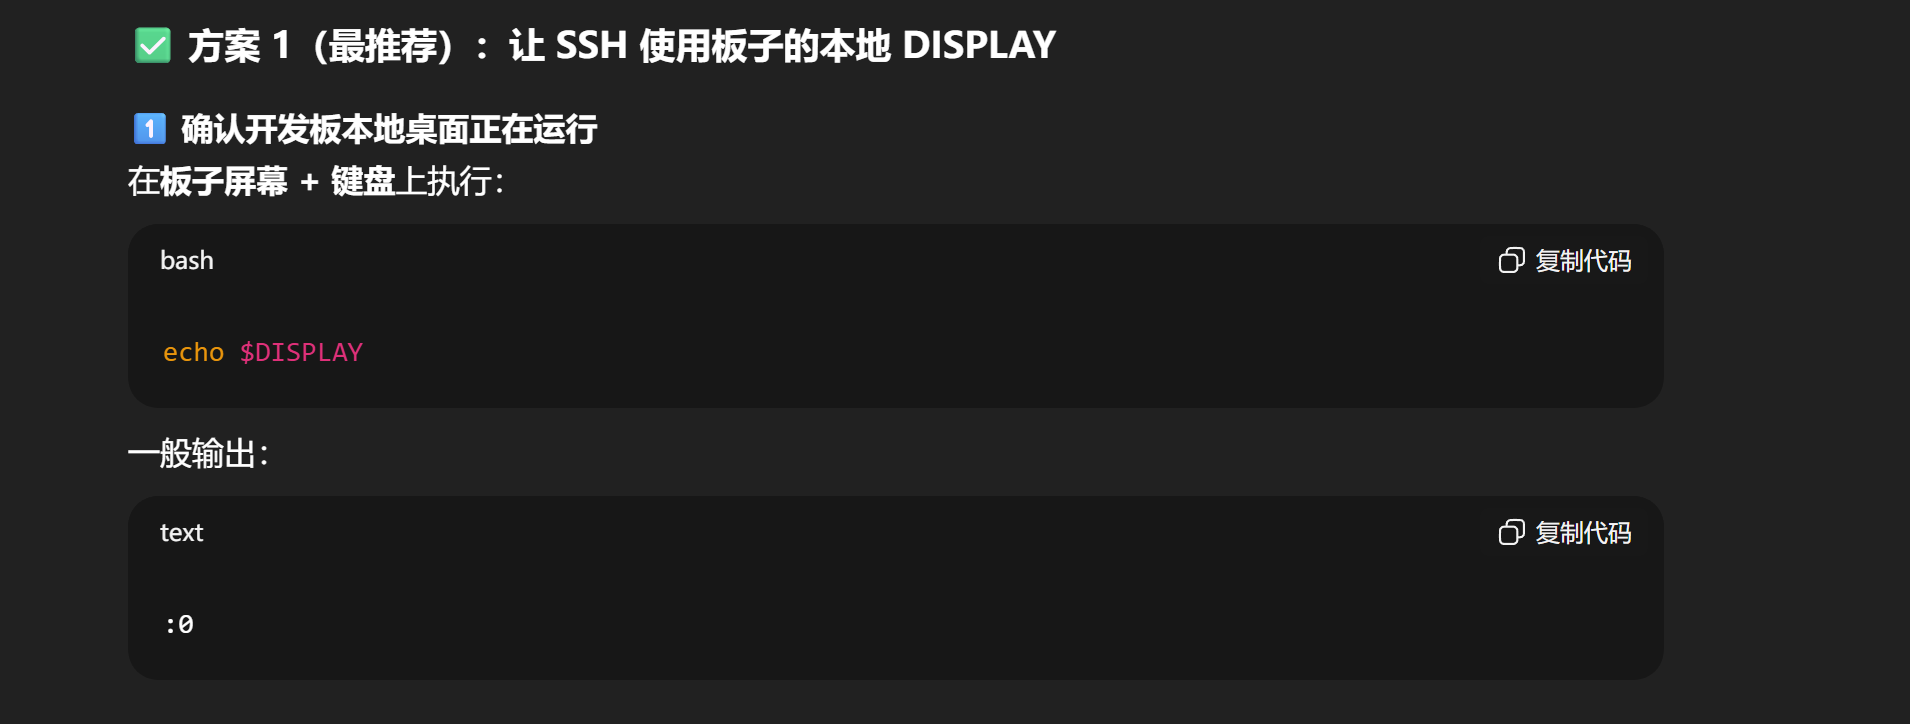 ✅ 方案 1（最推荐）：让 SSH 使用板子的本地 DISPLAY
1️⃣ 确认开发板本地桌面正在运行
在板子屏幕 + 键盘上执行：
bash
复制代码
echo $DISPLAY
一般输出：
text
复制代码
:0